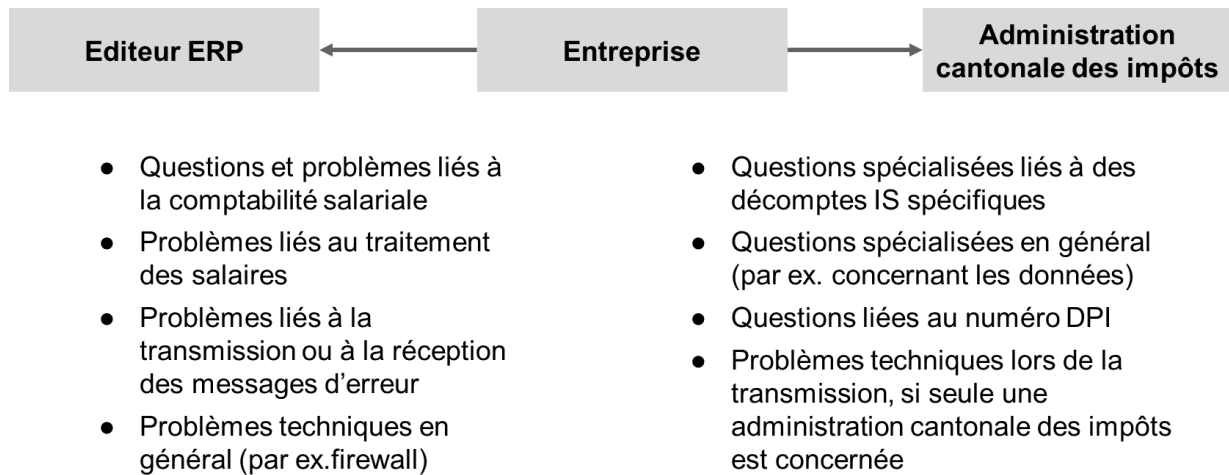 Editeur ERP
Entreprise
Administration
cantonale des impôts
● Questions et problèmes liés à
la comptabilité salariale
● Problèmes liés au traitement
des salaires
● Problèmes liés à la
transmission ou à la réception
des messages d’erreur
● Problèmes techniques en
général (par ex.firewall)
● Questions spécialisées liés à des
décomptes IS spécifiques
● Questions spécialisées en général
(par ex. concernant les données)
● Questions liées au numéro DPI
● Problèmes techniques lors de la
transmission, si seule une
administration cantonale des impôts
est concernée